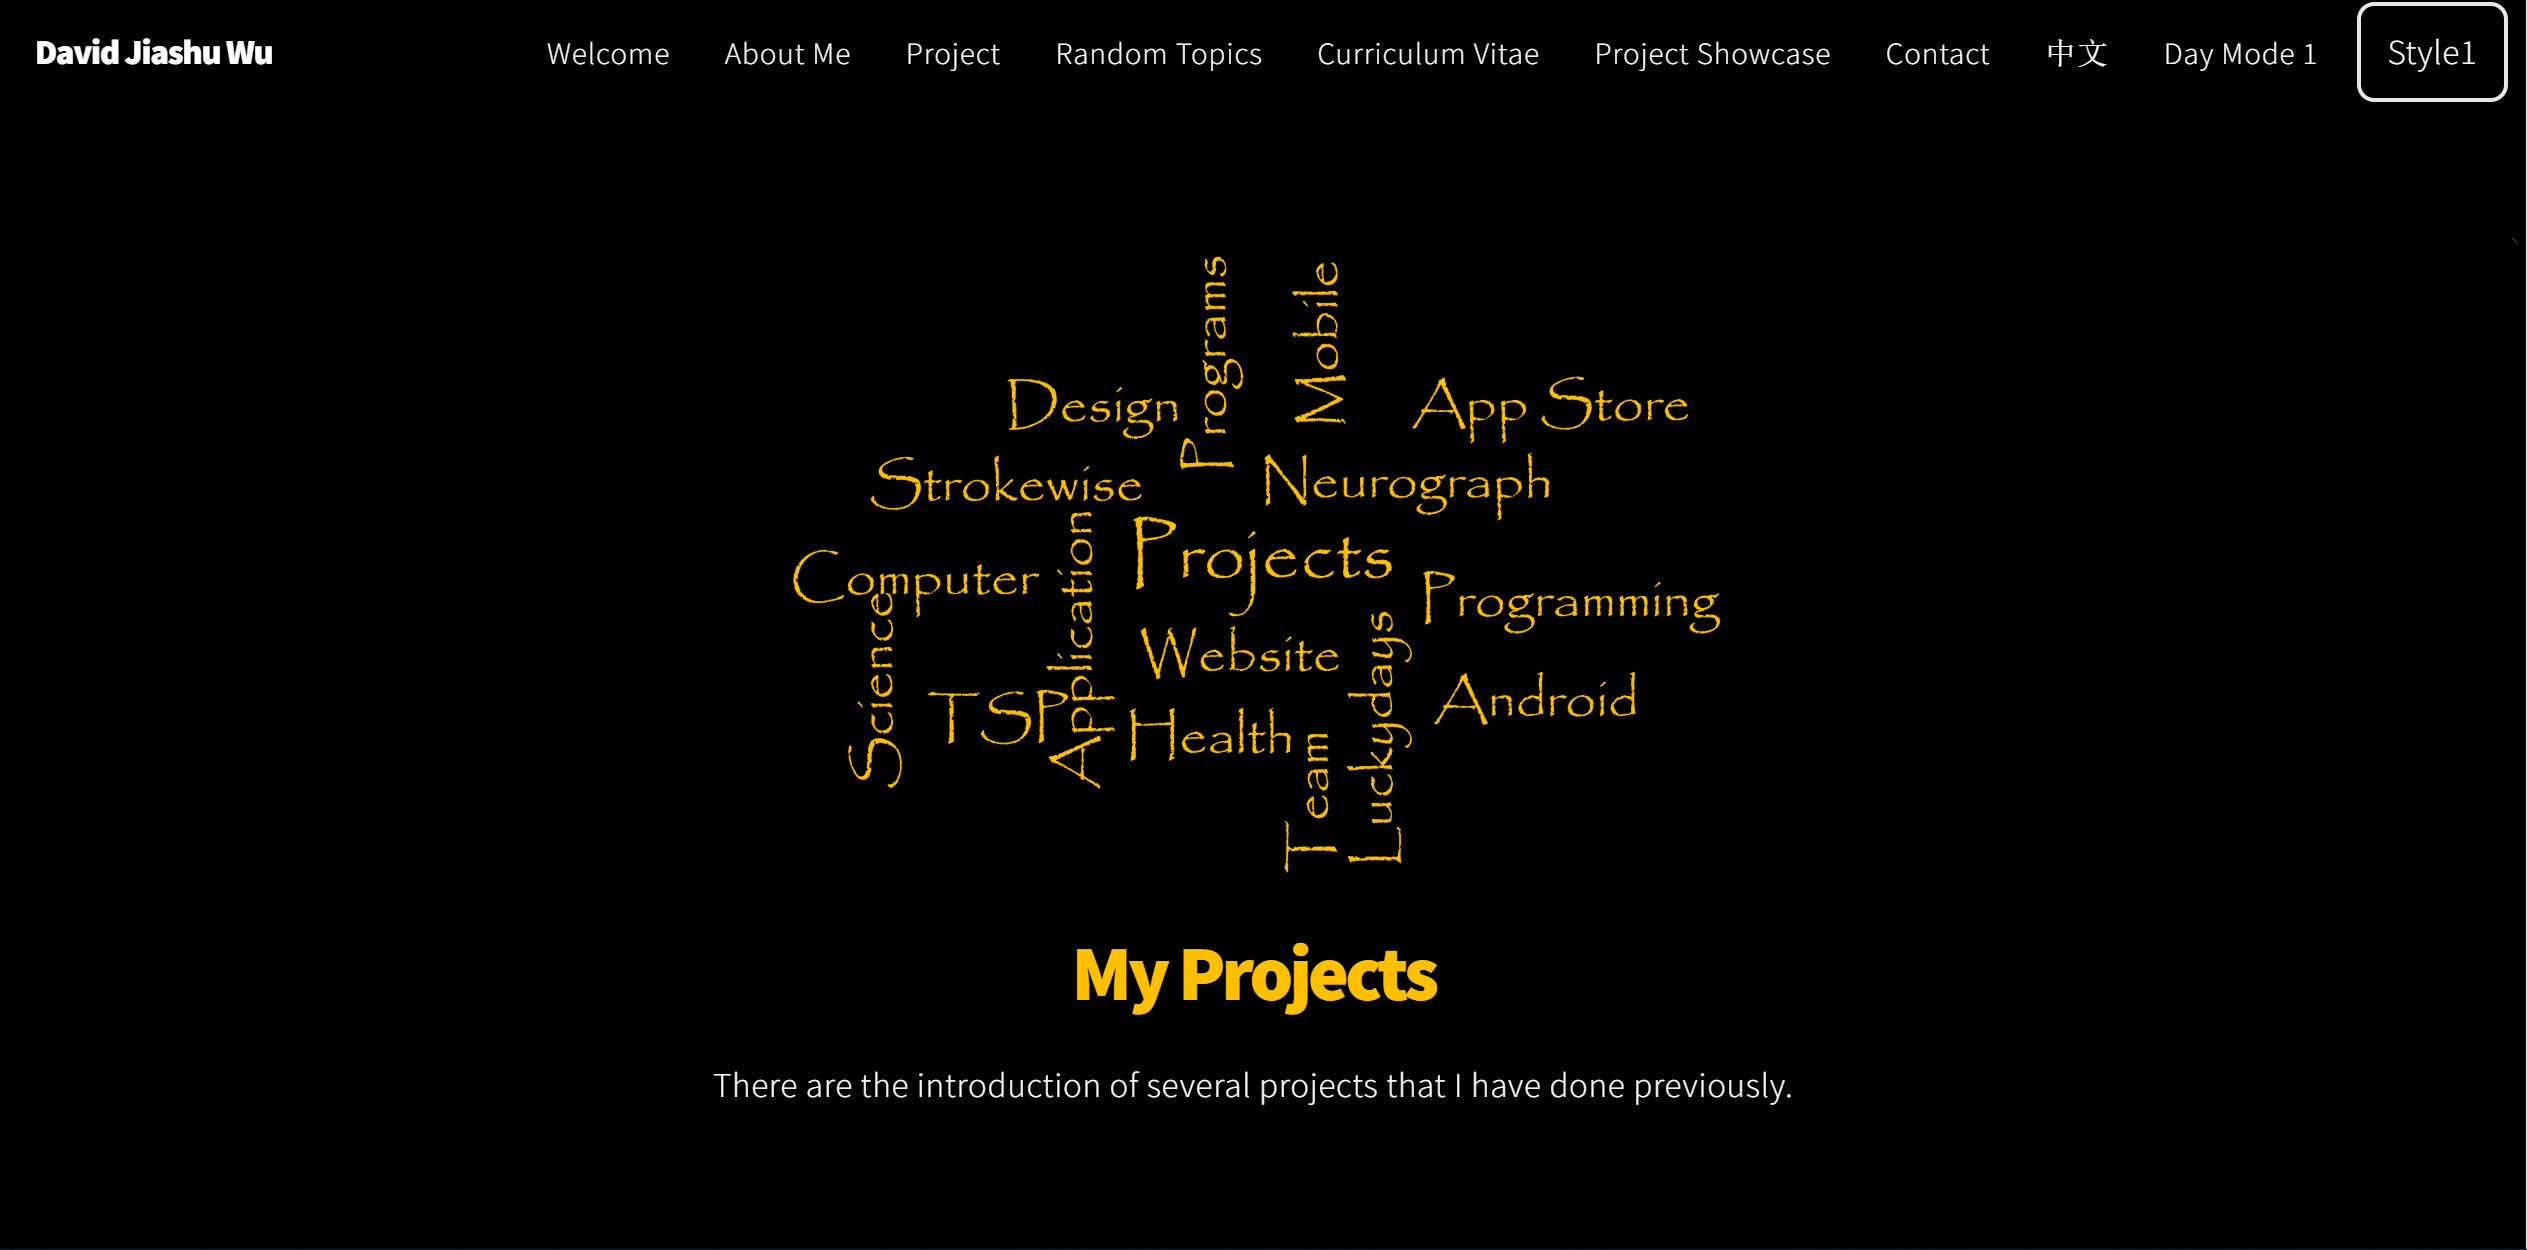 David Jiashu Wu
Welcome About Me Project Random Topics Curriculum Vitae Project Showcase Contact 中文 Day Mode 1 Style1
Programs
Mobile
Design
App Store
Strokewise
Neurograph
Application
Projects
Computer
Programming
Science
Website
Luckydays
TSP
Health
Android
Team
My Projects
There are the introduction of several projects that I have done previously.